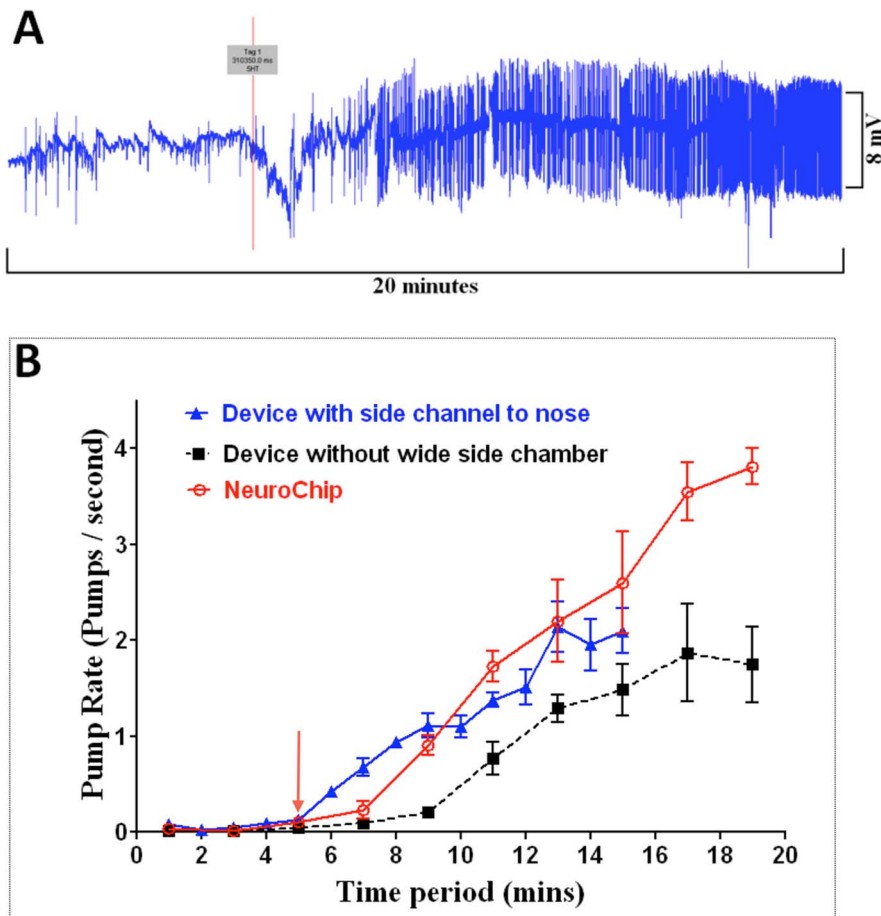 A
Tag 1
310350.0 ms
5HT
8 mV
20 minutes
B
Device with side channel to nose
Device without wide side chamber
NeuroChip
Pump Rate (Pumps / second)
4
3
2
1
0
0 2 4 6 8 10 12 14 16 18 20
Time period (mins)